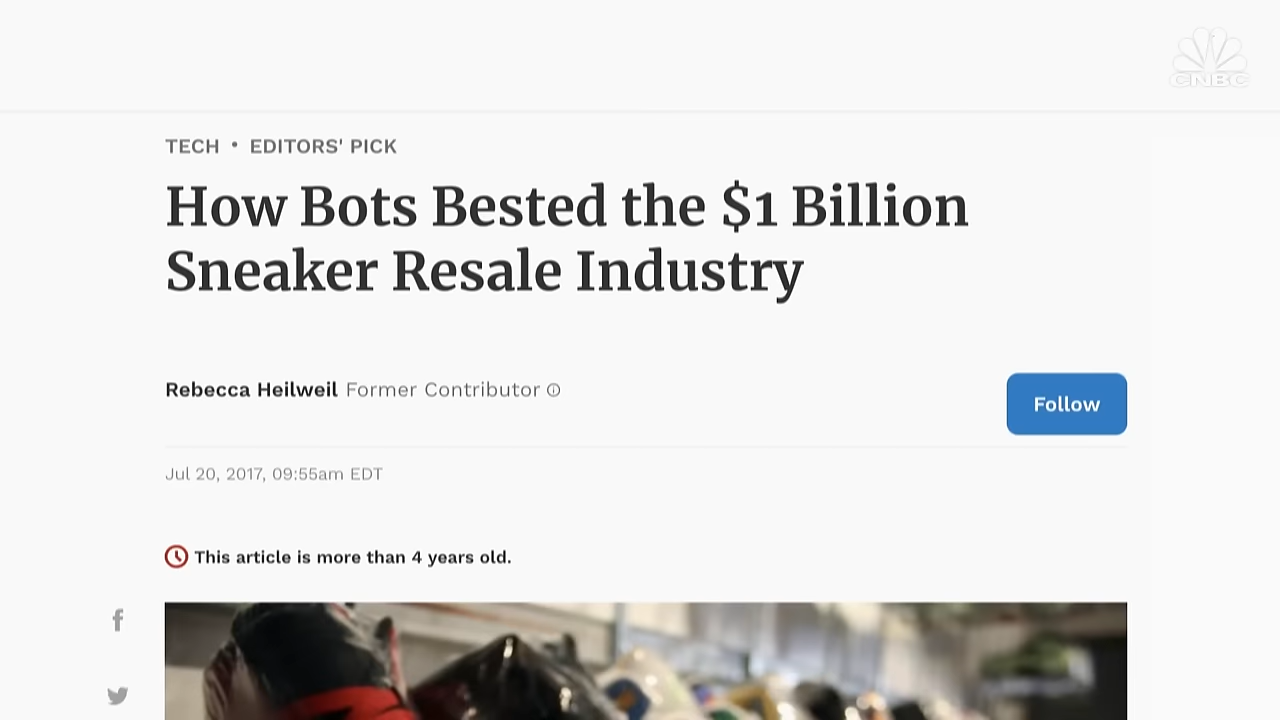 CNBC
TECH • EDITORS' PICK
How Bots Bested the $1 Billion
Sneaker Resale Industry
Rebecca Heilweil Former Contributor
Follow
Jul 20, 2017, 09:55am EDT
This article is more than 4 years old.